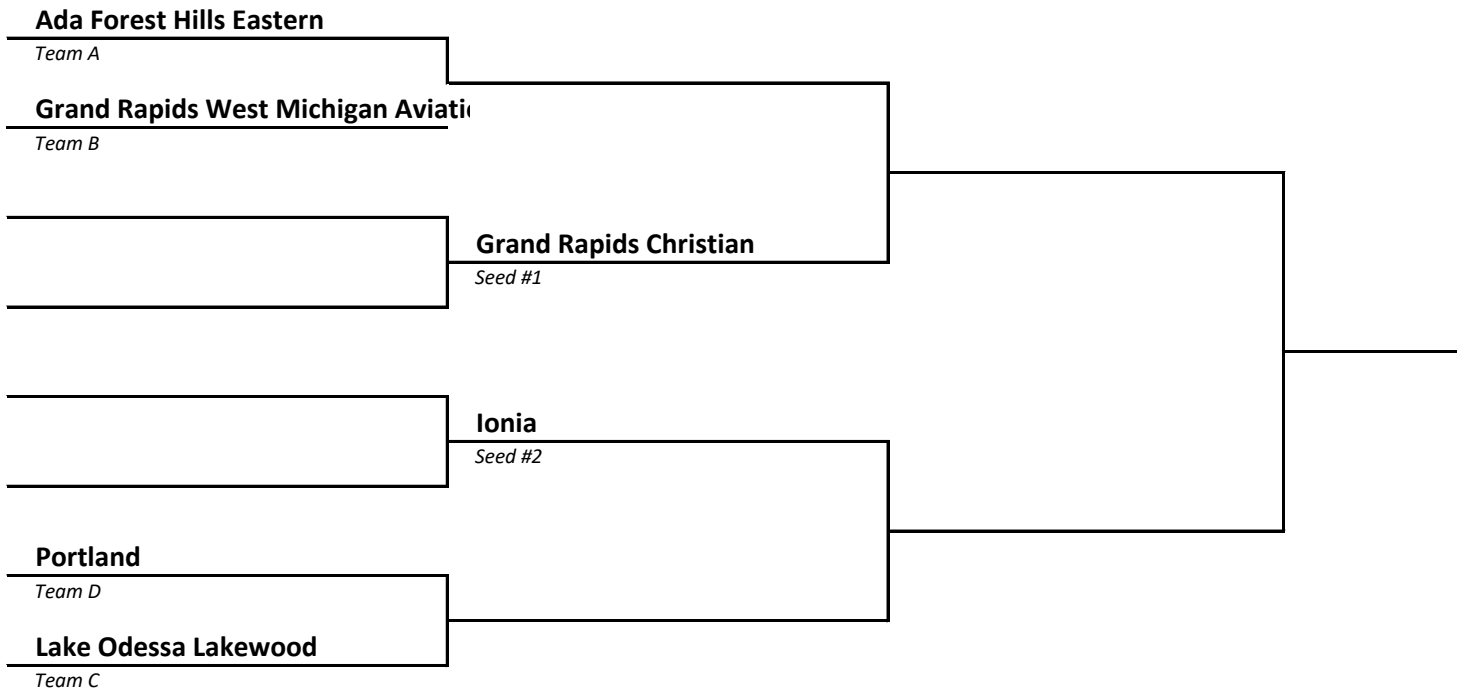 Ada Forest Hills Eastern
Team A
Grand Rapids West Michigan
Team B
Grand Rapids Christian
Seed #1
Ionia
Seed #2
Portland
Team D
Lake Odessa Lakewood
Team C